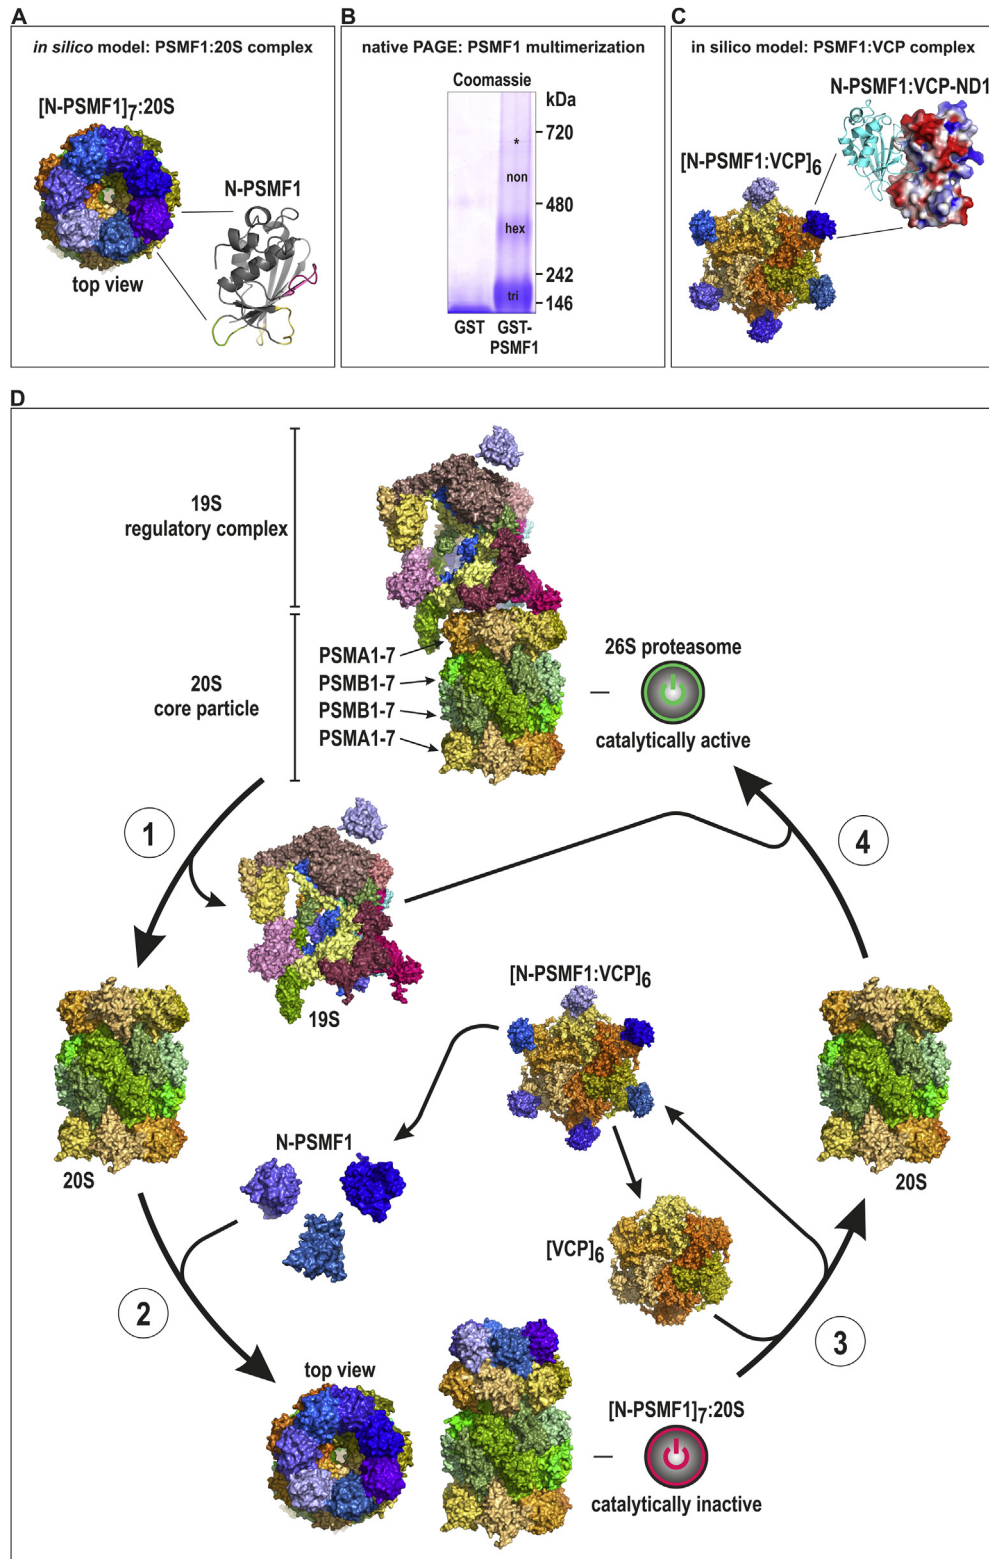 A
in silico model: PSMF1:20S complex
[N-PSMF1]7:20S
N-PSMF1
top view
B
native PAGE: PSMF1 multimerization
Coomassie
kDa
720
*
non
480
hex
242
tri
146
GST
GST-
PSMF1
C
in silico model: PSMF1:VCP complex
N-PSMF1:VCP-ND1
[N-PSMF1:VCP]6
D
19S
regulatory complex
20S
core particle
PSMA1-7
PSMB1-7
PSMB1-7
PSMA1-7
26S proteasome
catalytically active
1
4
19S
[N-PSMF1:VCP]6
N-PSMF1
20S
20S
[VCP]6
2
3
top view
[N-PSMF1]7:20S
catalytically inactive